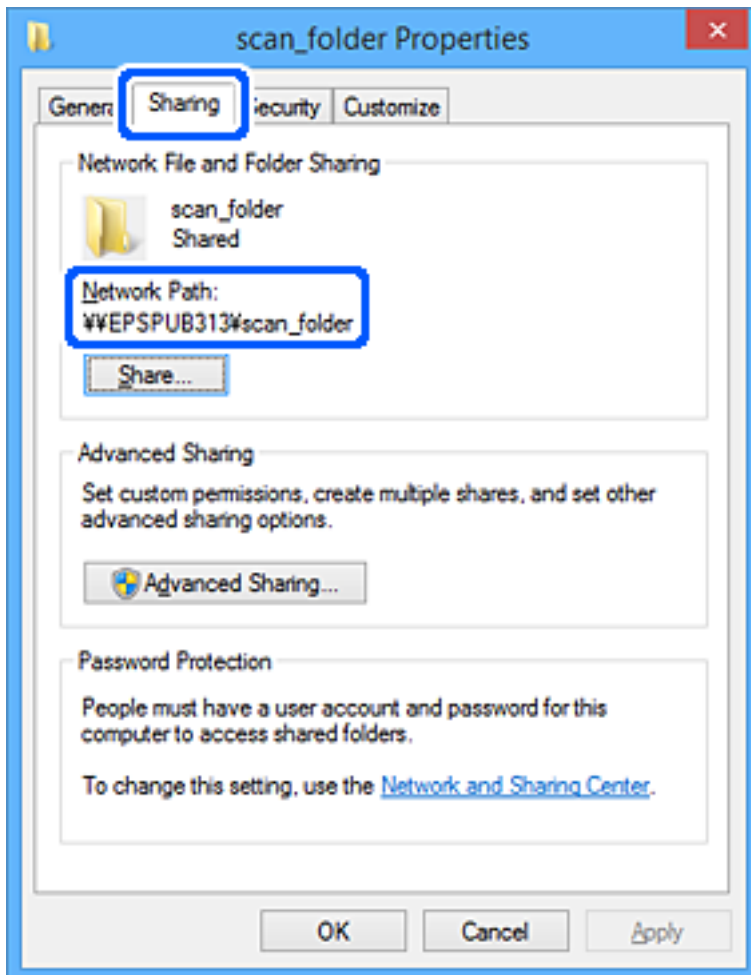 scan_folder Properties
General Sharing Security Customize
Network File and Folder Sharing
scan_folder
Shared
Network Path:
¥¥EPSPUB313¥scan_folder
Share...
Advanced Sharing
Set custom permissions, create multiple shares, and set other
advanced sharing options.
Advanced Sharing...
Password Protection
People must have a user account and password for this
computer to access shared folders.
To change this setting, use the Network and Sharing Center.
OK Cancel Apply